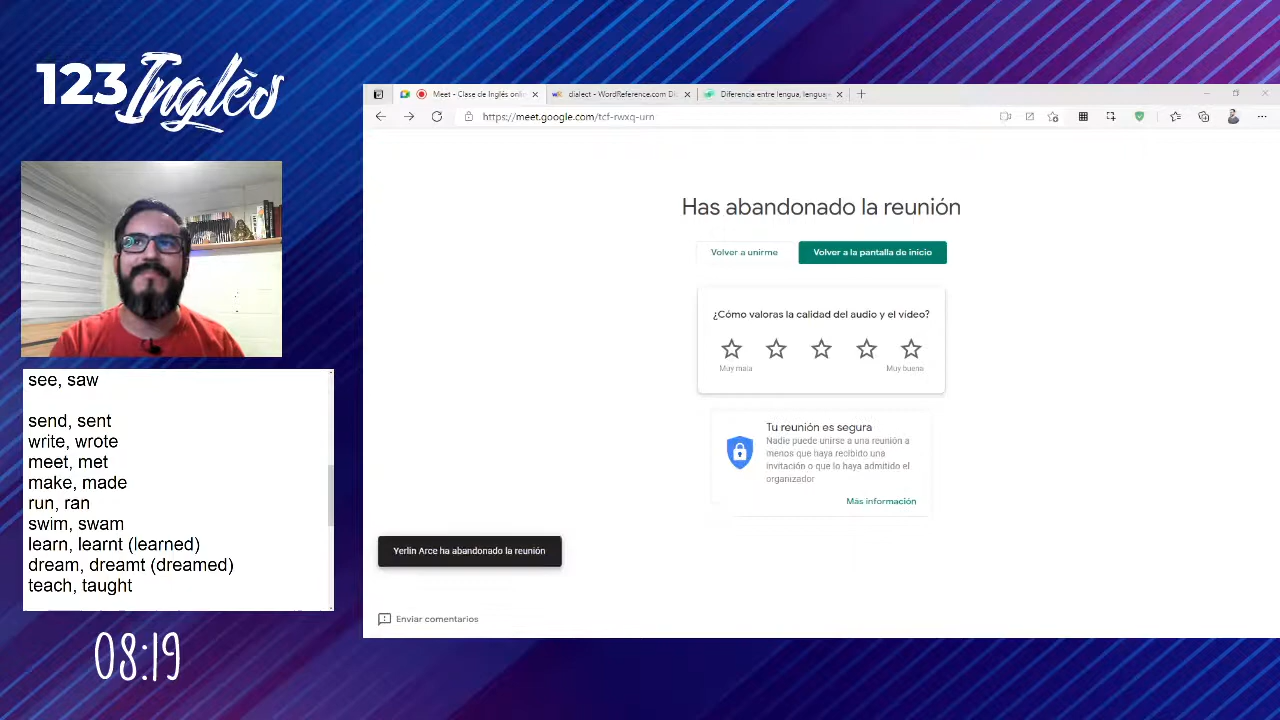 123 Inglès
see, saw
send, sent
write, wrote
meet, met
make, made
run, ran
swim, swam
learn, learnt (learned)
dream, dreamt (dreamed)
teach, taught
08:19
Meet - Clase de Inglés onlin
dialect - WordReference.com Di
Diferencia entre lengua, lengua
https://meet.google.com/tcf-rwxq-urn
Has abandonado la reunión
Volver a unirme
Volver a la pantalla de inicio
¿Cómo valoras la calidad del audio y el vídeo?
Muy mala
Muy buena
Tu reunión es segura
Nadie puede unirse a una reunión a
menos que haya recibido una
invitación o que lo haya admitido el
organizador
Más información
Yerlin Arce ha abandonado la reunión
Enviar comentarios